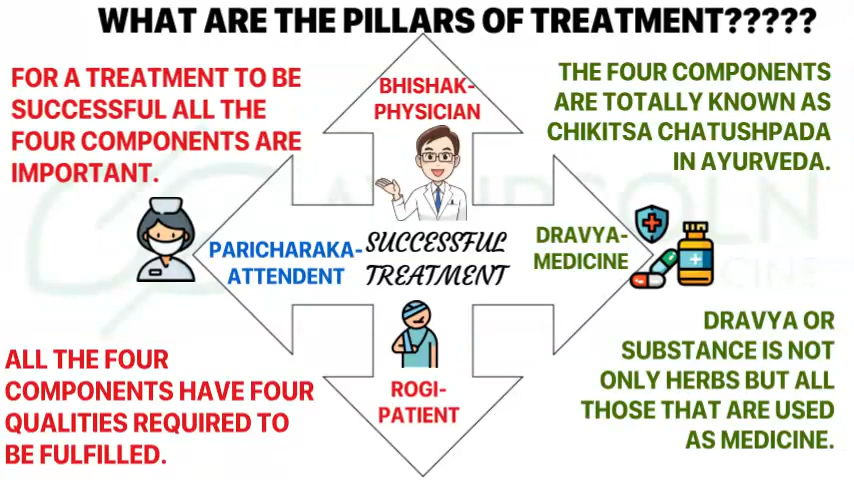 WHAT ARE THE PILLARS OF TREATMENT?????
FOR A TREATMENT TO BE
SUCCESSFUL ALL THE
FOUR COMPONENTS ARE
IMPORTANT.
BHISHAK-
PHYSICIAN
THE FOUR COMPONENTS
ARE TOTALLY KNOWN AS
CHIKITSA CHATUSHPADA
IN AYURVEDA.
PARICHARAKA-
ATTENDENT
SUCCESSFUL
TREATMENT
DRAVYA-
MEDICINE
ALL THE FOUR
COMPONENTS HAVE FOUR
QUALITIES REQUIRED TO
BE FULFILLED.
ROGI-
PATIENT
DRAVYA OR
SUBSTANCE IS NOT
ONLY HERBS BUT ALL
THOSE THAT ARE USED
AS MEDICINE.